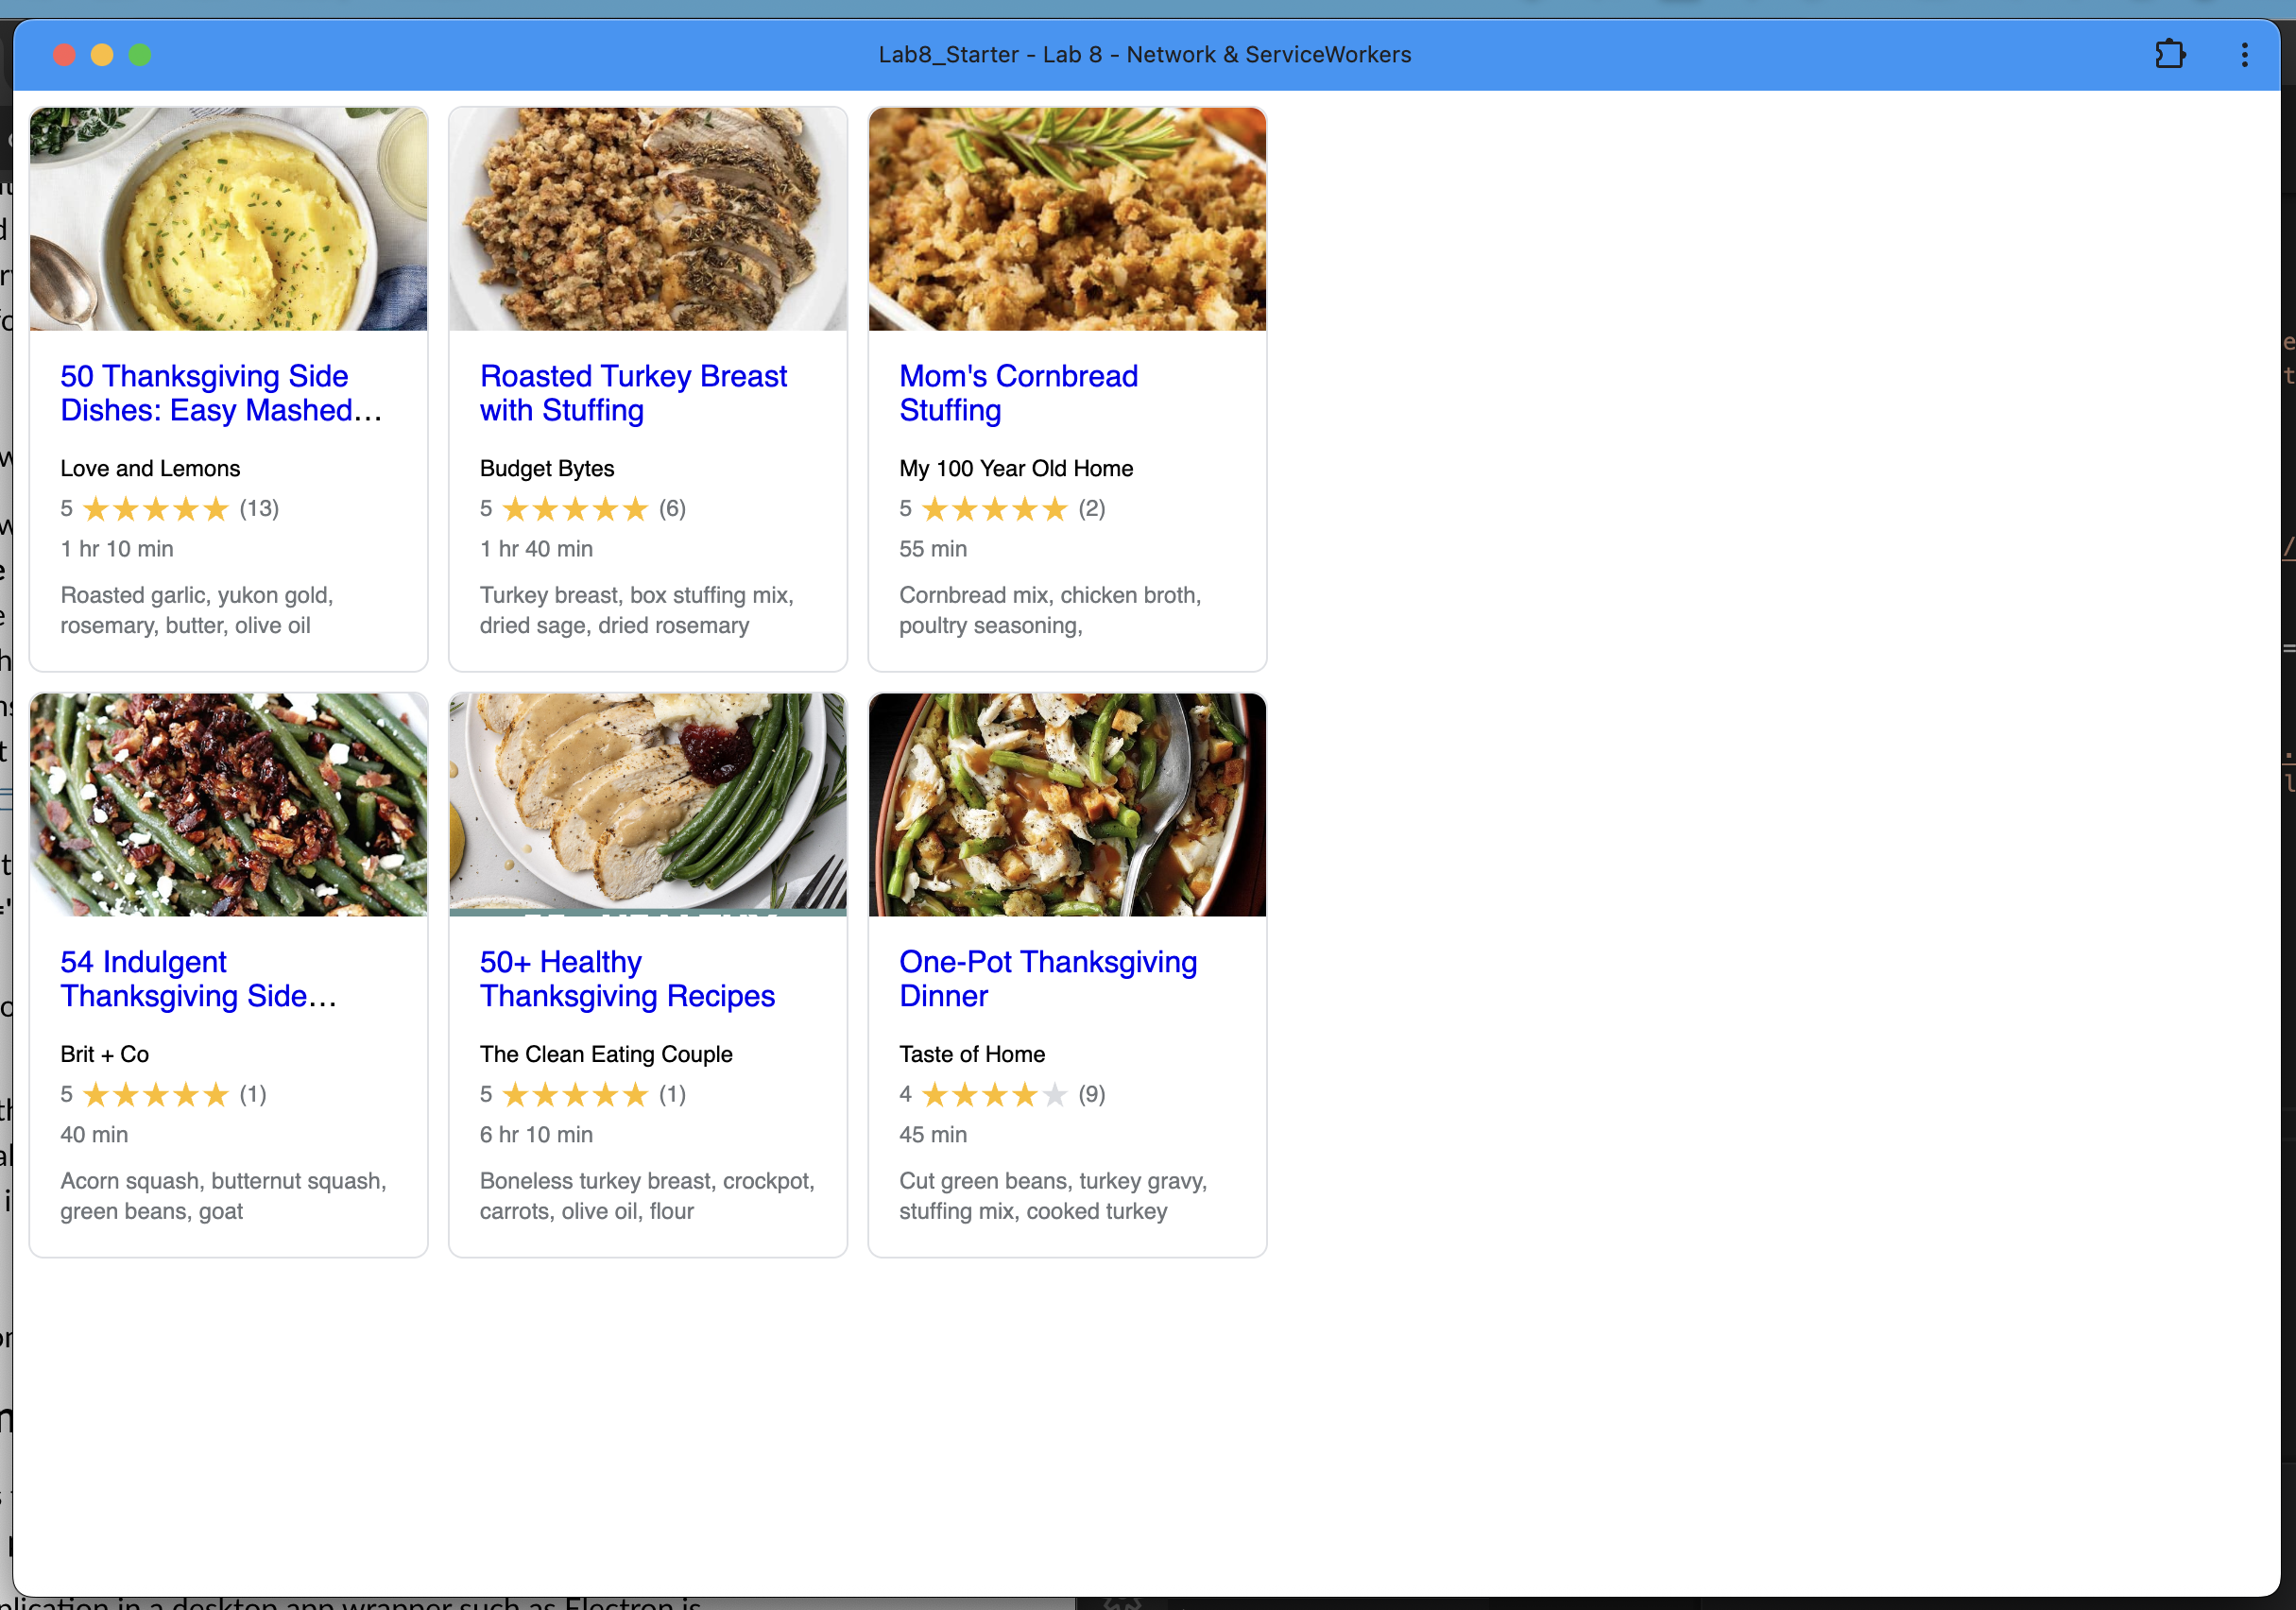 Lab8_Starter - Lab 8 - Network & ServiceWorkers
50 Thanksgiving Side
Dishes: Easy Mashed...
Love and Lemons
5 ★★★★★ (13)
1 hr 10 min
Roasted garlic, yukon gold,
rosemary, butter, olive oil
Roasted Turkey Breast
with Stuffing
Budget Bytes
5 ★★★★★ (6)
1 hr 40 min
Turkey breast, box stuffing mix,
dried sage, dried rosemary
Mom's Cornbread
Stuffing
My 100 Year Old Home
5 ★★★★★ (2)
55 min
Cornbread mix, chicken broth,
poultry seasoning,
54 Indulgent
Thanksgiving Side...
Brit + Co
5 ★★★★★ (1)
40 min
Acorn squash, butternut squash,
green beans, goat
50+ Healthy
Thanksgiving Recipes
The Clean Eating Couple
5 ★★★★★ (1)
6 hr 10 min
Boneless turkey breast, crockpot,
carrots, olive oil, flour
One-Pot Thanksgiving
Dinner
Taste of Home
4 ★★★★☆ (9)
45 min
Cut green beans, turkey gravy,
stuffing mix, cooked turkey
in a desktop app wrapper such as Electron is